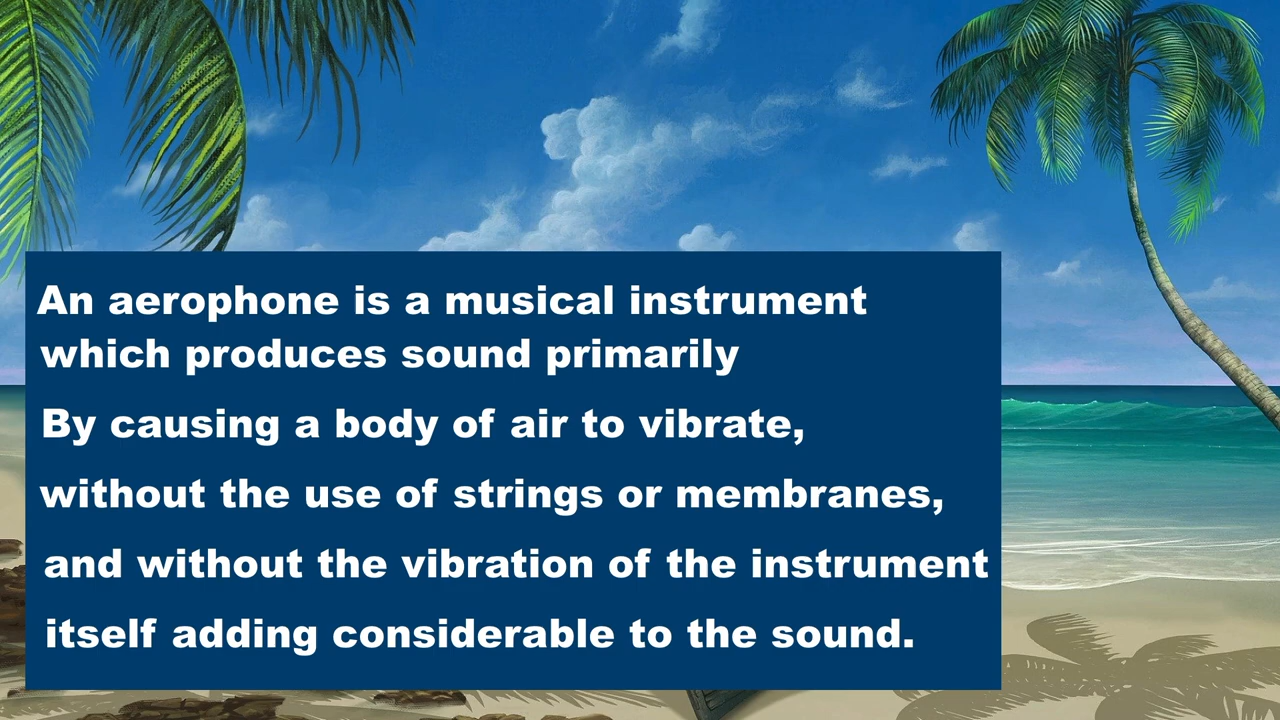 An aerophone is a musical instrument
which produces sound primarily
By causing a body of air to vibrate,
without the use of strings or membranes,
and without the vibration of the instrument
itself adding considerable to the sound.